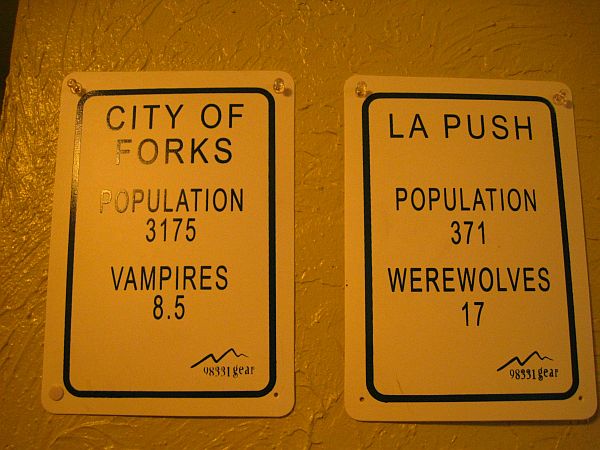 CITY OF
FORKS
POPULATION
3175
VAMPIRES
8.5
98331gear
LA PUSH
POPULATION
371
WEREWOLVES
17
98331gear